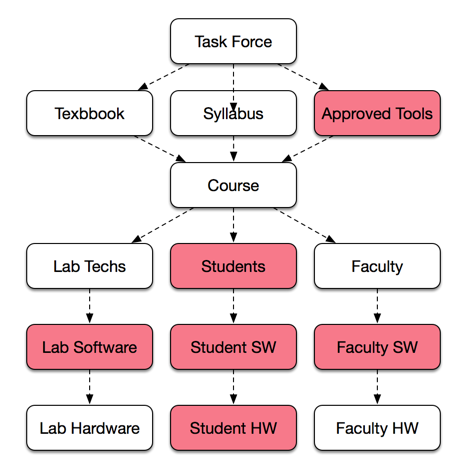 Task Force
Texbbook
Syllabus
Approved Tools
Course
Lab Techs
Students
Faculty
Lab Software
Student SW
Faculty SW
Lab Hardware
Student HW
Faculty HW